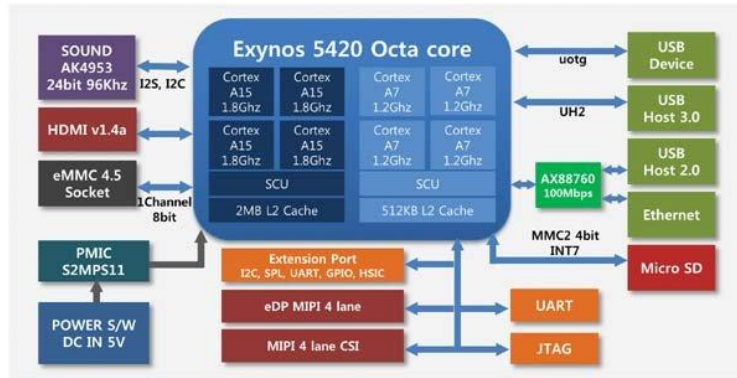 Exynos 5420 Octa core
Cortex
A15
1.8Ghz
Cortex
A15
1.8Ghz
Cortex
A7
1.2Ghz
Cortex
A7
1.2Ghz
Cortex
A15
1.8Ghz
Cortex
A15
1.8Ghz
Cortex
A7
1.2Ghz
Cortex
A7
1.2Ghz
SCU
SCU
2MB L2 Cache
512KB L2 Cache
SOUND
AK4953
24bit 96Khz
I2S, I2C
HDMI v1.4a
eMMC 4.5
Socket
1Channel
8bit
PMIC
S2MPS11
POWER S/W
DC IN 5V
Extension Port
I2C, SPL, UART, GPIO, HSIC
eDP MIPI 4 lane
MIPI 4 lane CSI
UART
JTAG
uotg
USB
Device
UH2
USB
Host 3.0
AX88760
100Mbps
USB
Host 2.0
Ethernet
MMC2 4bit
INT7
Micro SD